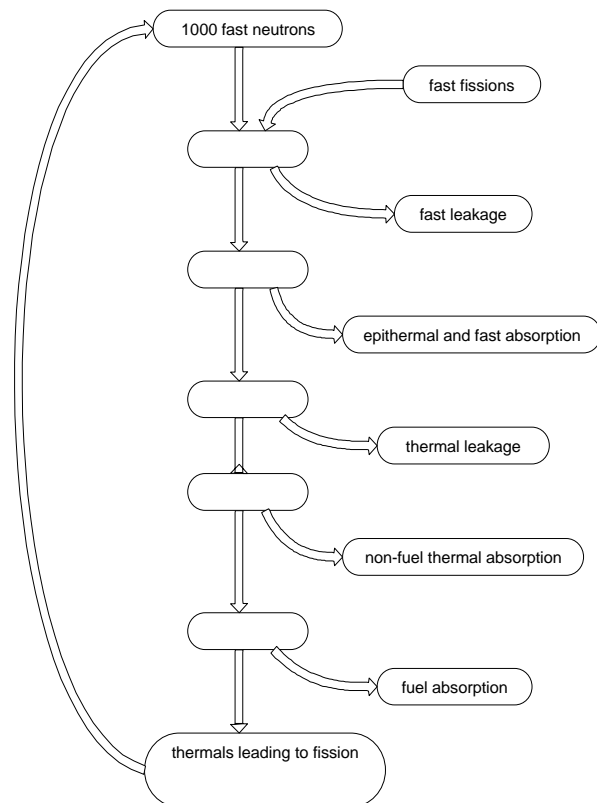 1000 fast neutrons
fast fissions
fast leakage
epithermal and fast absorption
thermal leakage
non-fuel thermal absorption
fuel absorption
thermals leading to fission